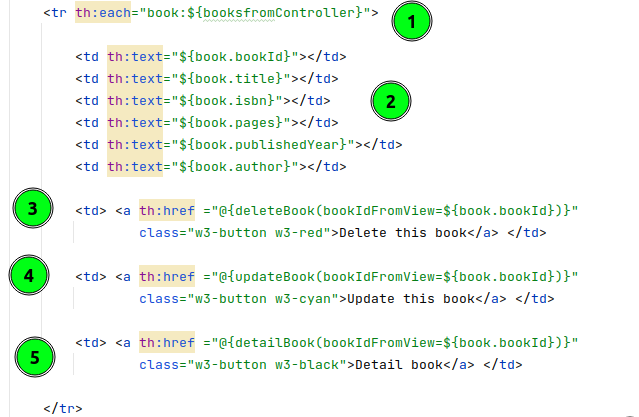 <tr th:each="book:${booksfromController}">
1
<td th:text="${book.bookId}"></td>
<td th:text="${book.title}"></td>
<td th:text="${book.isbn}"></td>
2
<td th:text="${book.pages}"></td>
<td th:text="${book.publishedYear}"></td>
<td th:text="${book.author}"></td>
3
<td> <a th:href ="@{deleteBook(bookIdFromView=${book.bookId})}"
class="w3-button w3-red">Delete this book</a> </td>
4
<td> <a th:href ="@{updateBook(bookIdFromView=${book.bookId})}"
class="w3-button w3-cyan">Update this book</a> </td>
5
<td> <a th:href ="@{detailBook(bookIdFromView=${book.bookId})}"
class="w3-button w3-black">Detail book</a> </td>
</tr>